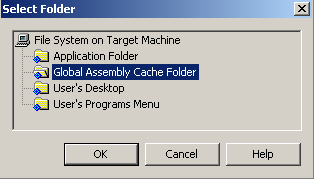 Select Folder
File System on Target Machine
Application Folder
Global Assembly Cache Folder
User's Desktop
User's Programs Menu
OK Cancel Help